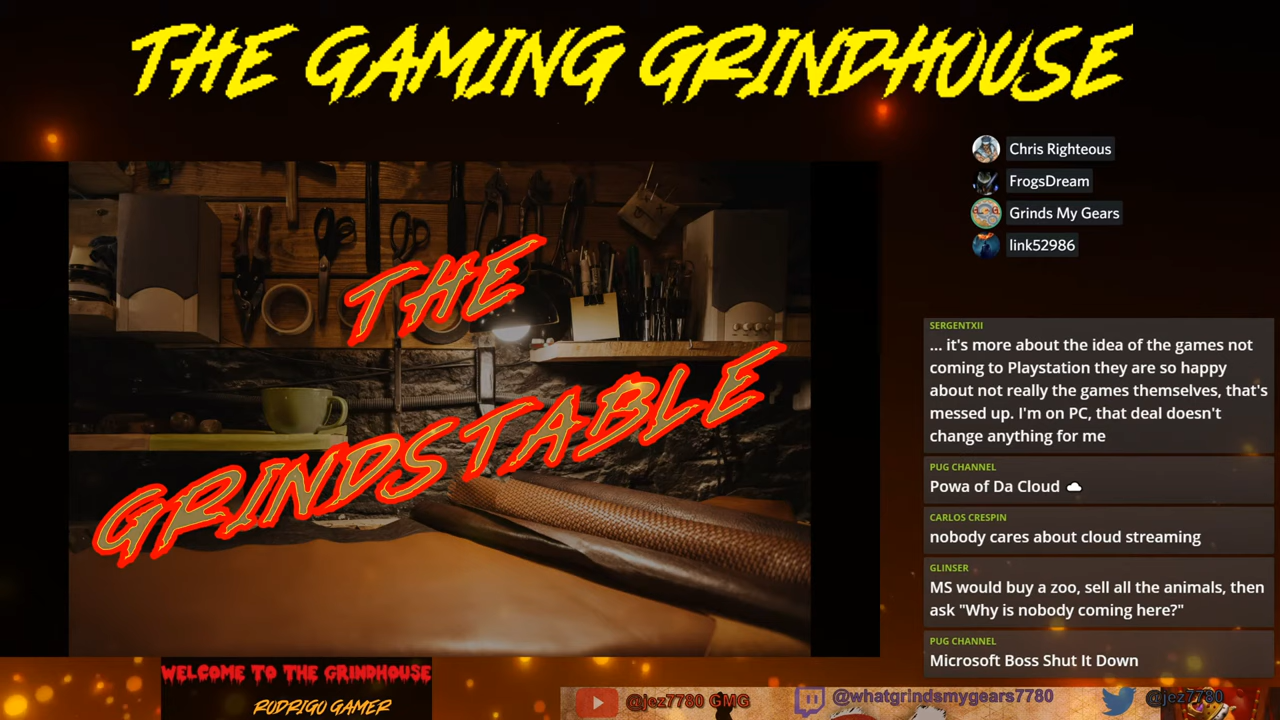 THE GAMING GRINDHOUSE
Chris Righteous
FrogsDream
Grinds My Gears
link52986
THE
GRINDSTABLE
SERGENTXII
... it's more about the idea of the games not
coming to Playstation they are so happy
about not really the games themselves, that's
messed up. I'm on PC, that deal doesn't
change anything for me
PUG CHANNEL
Powa of Da Cloud ☁
CARLOS CRESPIN
nobody cares about cloud streaming
GLINSER
MS would buy a zoo, sell all the animals, then
ask "Why is nobody coming here?"
PUG CHANNEL
Microsoft Boss Shut It Down
WELCOME TO THE GRINDHOUSE
RODRIGO GAMER
@jez7780 GMG
@whatgrindsmygears7780
@jez7780